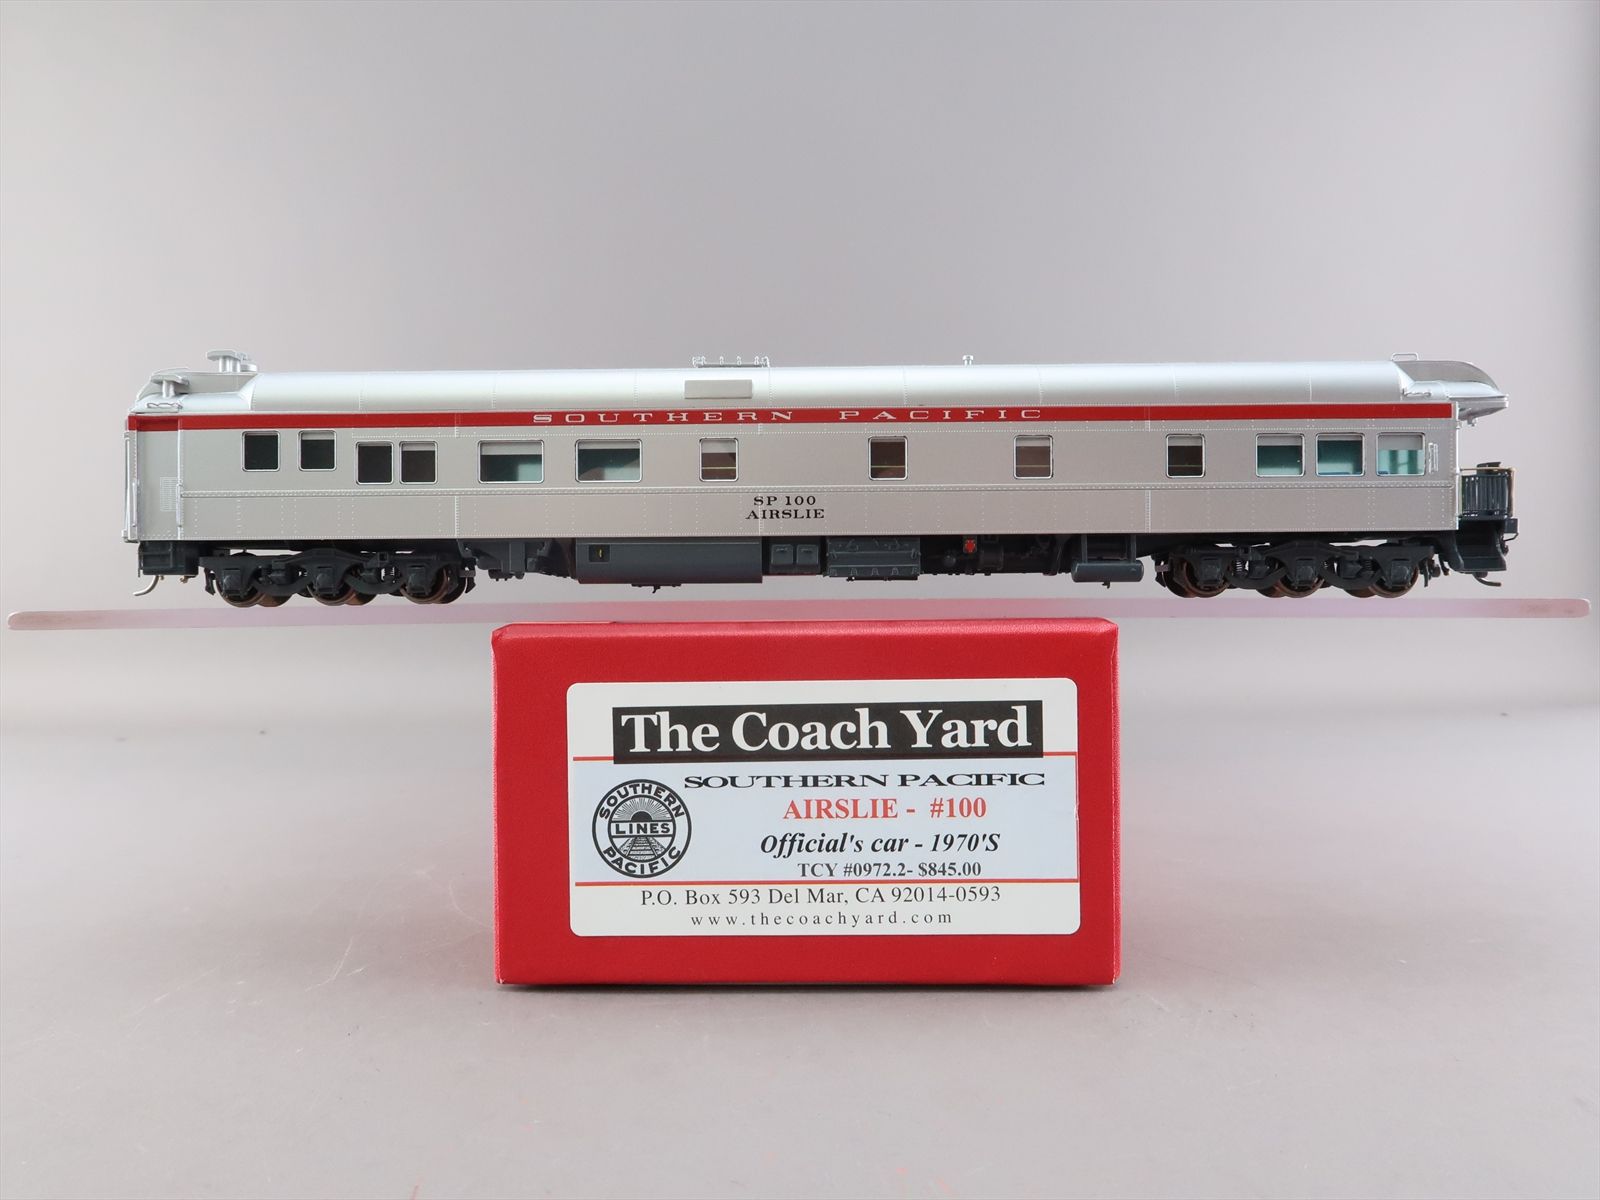 SOUTHERN PACIFIC
SP 100
AIRSLIE
The Coach Yard
SOUTHERN PACIFIC
SOUTHERN
LINES
PACIFIC
AIRSLIE - #100
Official's car - 1970'S
TCY #0972.2- $845.00
P.O. Box 593 Del Mar, CA 92014-0593
www.thecoachyard.com